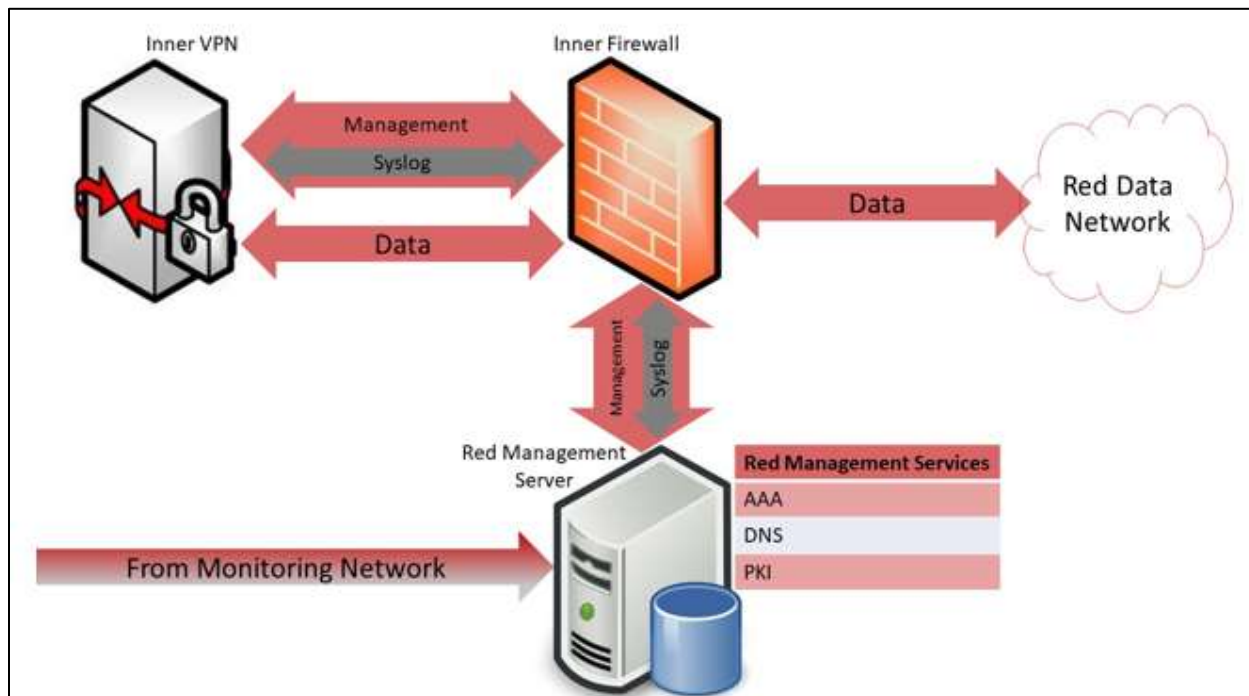 Inner VPN
Inner Firewall
Management
Syslog
Data
Data
Red Data
Network
Management
Syslog
Red Management
Server
Red Management Services
AAA
DNS
PKI
From Monitoring Network